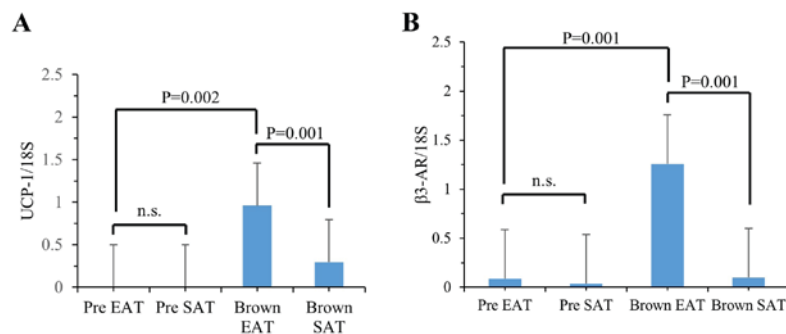 A
UCP-1/18S
2.5
2
1.5
1
0.5
0
P=0.002
P=0.001
n.s.
Pre EAT
Pre SAT
Brown
EAT
Brown
SAT
B
β3-AR/18S
2.5
2
1.5
1
0.5
0
P=0.001
P=0.001
n.s.
Pre EAT
Pre SAT
Brown EAT
Brown SAT